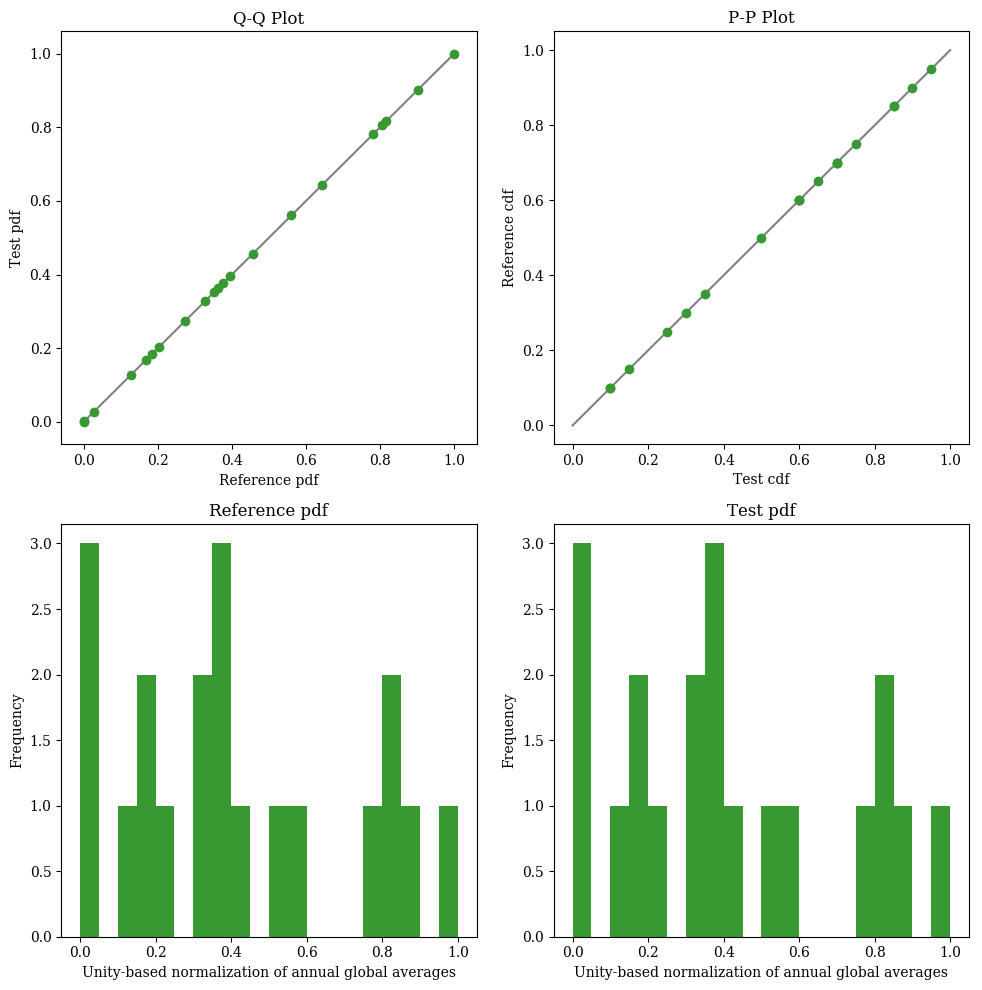 Q-Q Plot
1.0
0.8
0.6
0.4
0.2
0.0
Test pdf
0.0 0.2 0.4 0.6 0.8 1.0
Reference pdf
P-P Plot
1.0
0.8
0.6
0.4
0.2
0.0
Reference cdf
0.0 0.2 0.4 0.6 0.8 1.0
Test cdf
Reference pdf
3.0
2.5
2.0
1.5
1.0
0.5
0.0
Frequency
0.0 0.2 0.4 0.6 0.8 1.0
Unity-based normalization of annual global averages
Test pdf
3.0
2.5
2.0
1.5
1.0
0.5
0.0
Frequency
0.0 0.2 0.4 0.6 0.8 1.0
Unity-based normalization of annual global averages